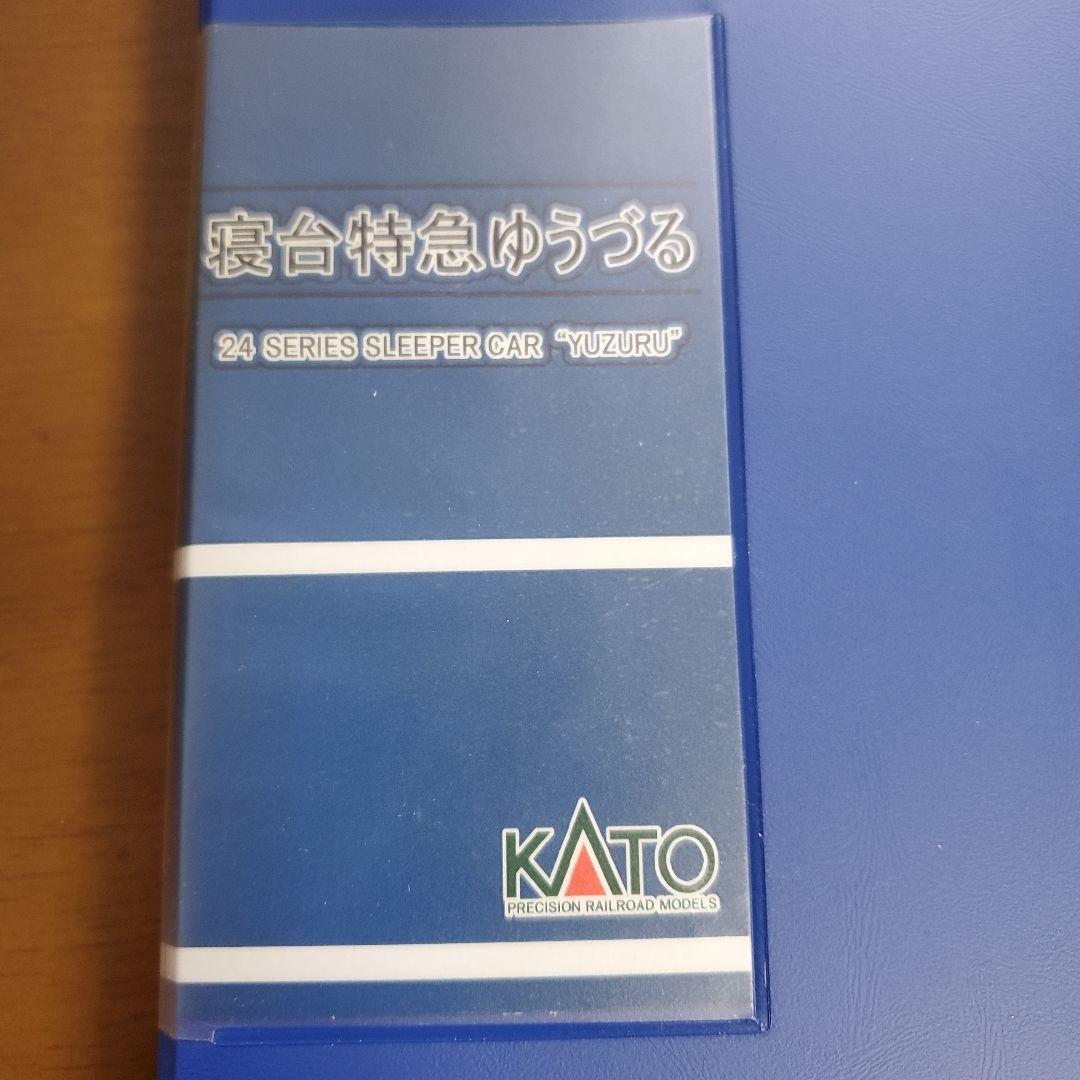 寝台特急ゆうづる
24 SERIES SLEEPER CAR “YUZURU”
KATO
PRECISION RAILROAD MODELS